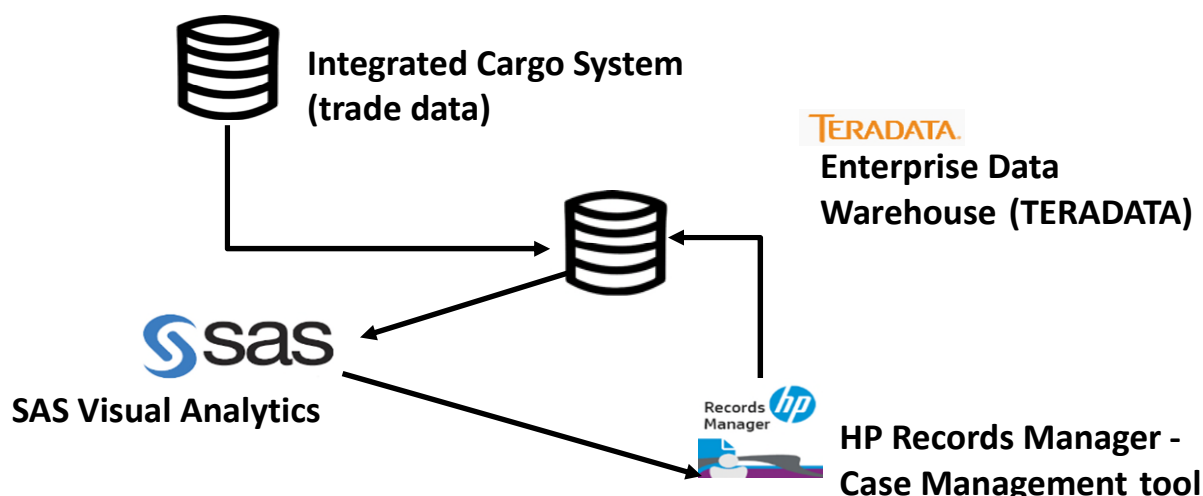 Integrated Cargo System
(trade data)
TERADATA.
Enterprise Data
Warehouse (TERADATA)
sas
SAS Visual Analytics
Records hp
Manager
HP Records Manager -
Case Management tool